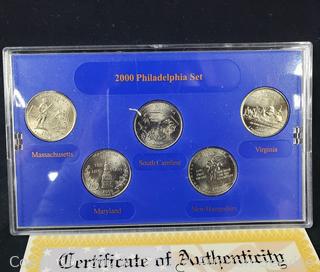 2000 Philadelphia Set
Massachusetts
South Carolina
Virginia
Maryland
New Hampshire
Certificate of Authenticity